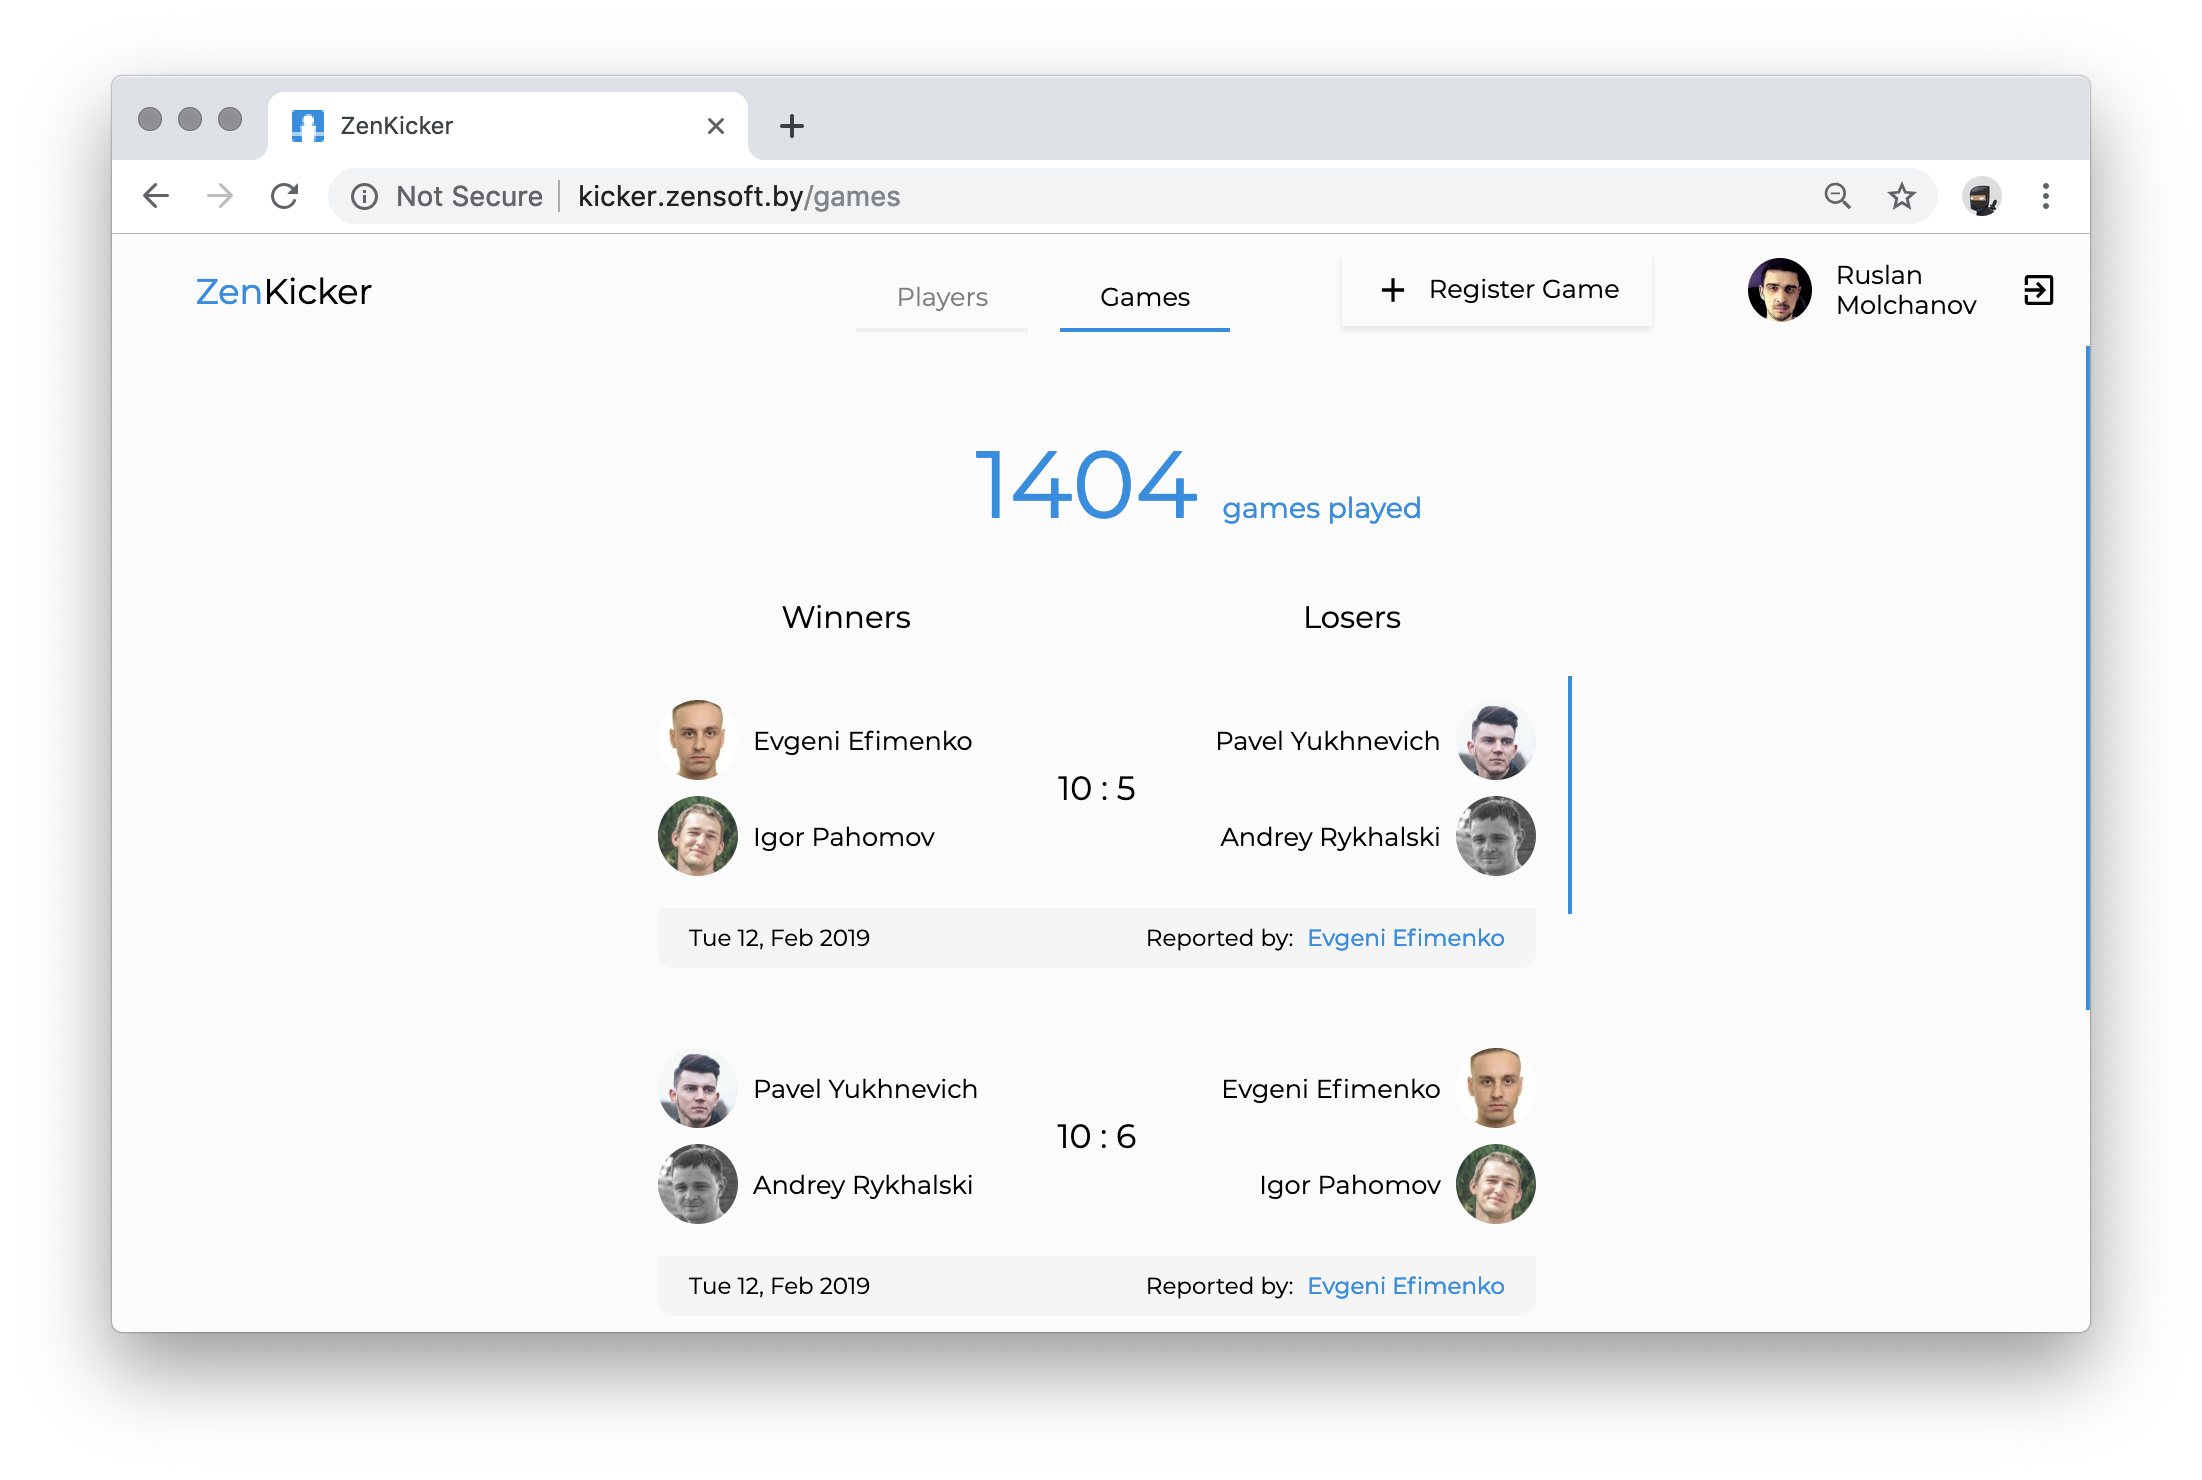 ZenKicker
Not Secure kicker.zensoft.by/games
ZenKicker
Players
Games
Register Game
Ruslan
Molchanov
1404 games played
Winners
Losers
Evgeni Efimenko
Igor Pahomov
10 : 5
Pavel Yukhnevich
Andrey Rykhalski
Tue 12, Feb 2019
Reported by: Evgeni Efimenko
Pavel Yukhnevich
Andrey Rykhalski
10 : 6
Evgeni Efimenko
Igor Pahomov
Tue 12, Feb 2019
Reported by: Evgeni Efimenko